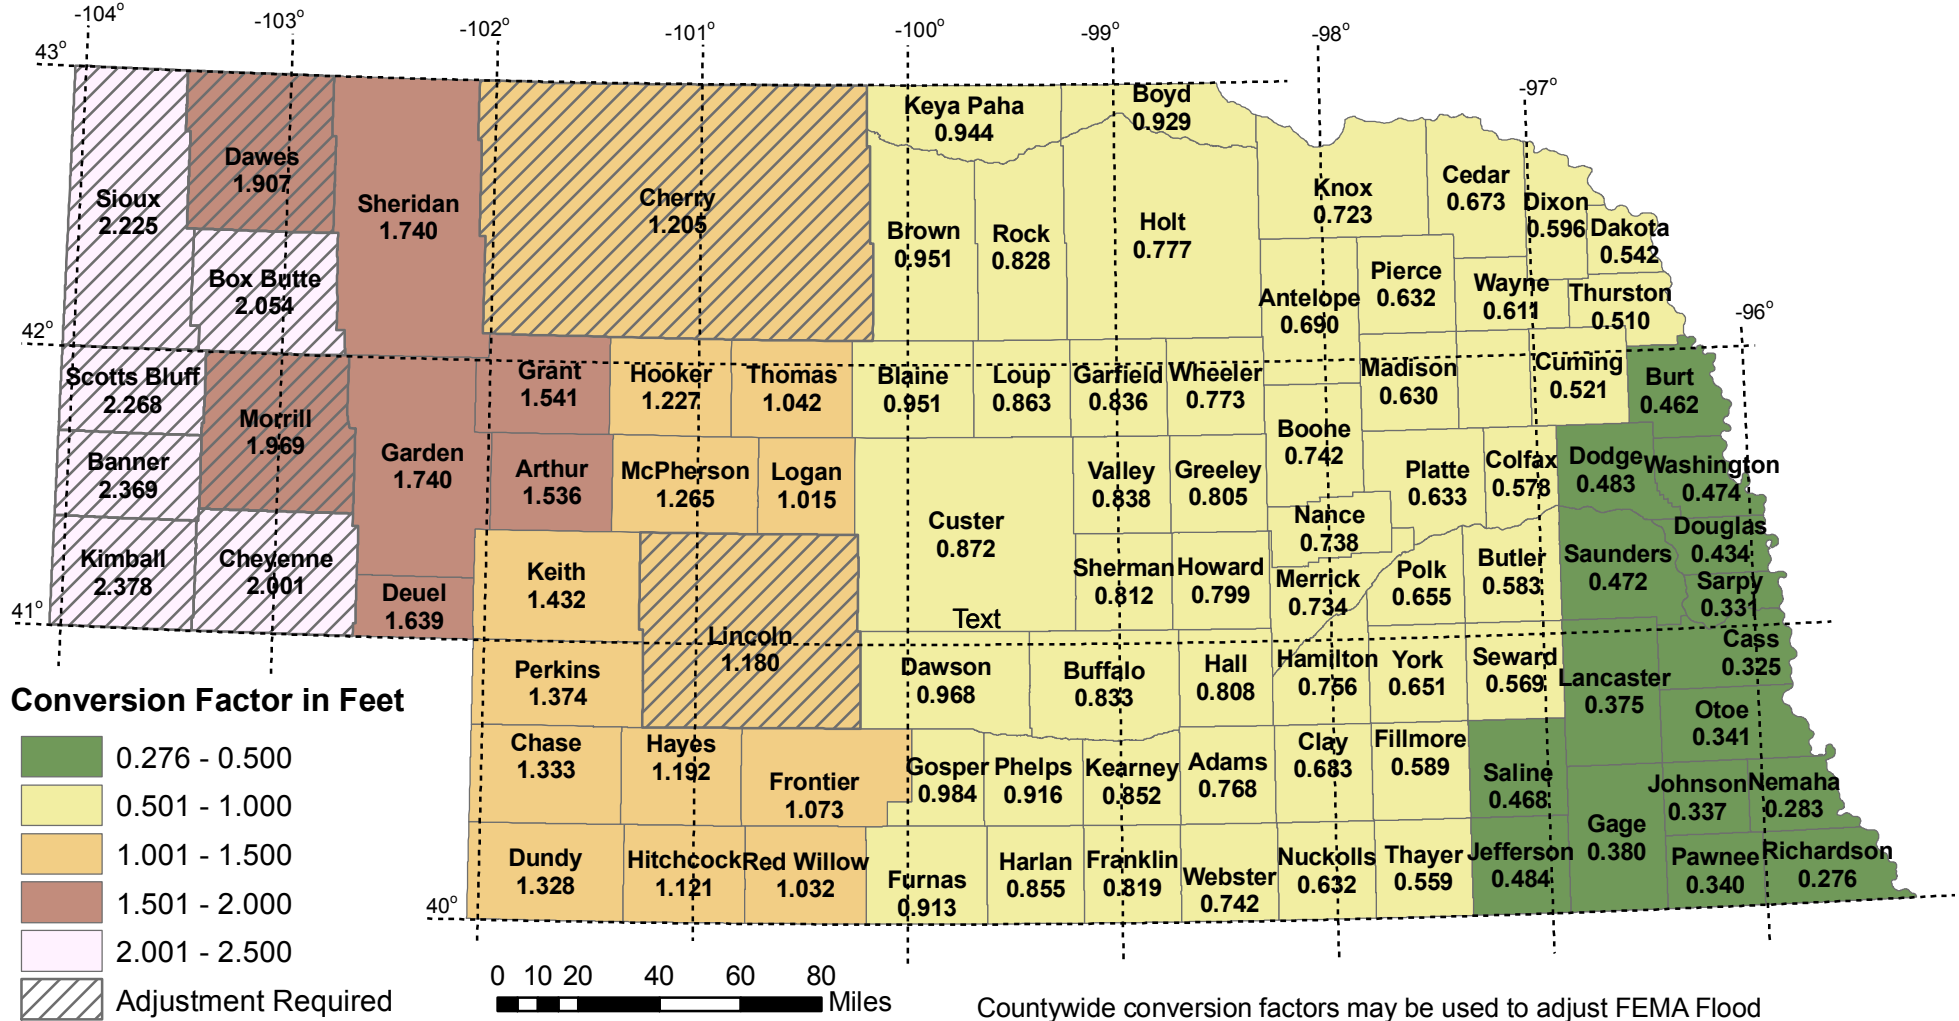 -104° -103° -102° -101° -100° -99° -98°
43°
-97°
Keya Paha
0.944
Boyd
0.929
Dawes
1.907
Sioux
2.225
Sheridan
1.740
Cherry
1.205
Brown
0.951
Rock
0.828
Holt
0.777
Knox
0.723
Cedar
0.673
Dixon
0.596
Dakota
0.542
Box Butte
2.054
Antelope
0.690
Pierce
0.632
Wayne
0.611
Thurston
0.510
-96°
42°
Scotts Bluff
2.268
Morrill
1.969
Grant
1.541
Hooker
1.227
Thomas
1.042
Blaine
0.951
Loup
0.863
Garfield
0.836
Wheeler
0.773
Madison
0.630
Cuming
0.521
Burt
0.462
Banner
2.369
Garden
1.740
Arthur
1.536
McPherson
1.265
Logan
1.015
Custer
0.872
Valley
0.838
Greeley
0.805
Boone
0.742
Platte
0.633
Colfax
0.578
Dodge
0.483
Washington
0.474
Nance
0.738
Douglas
0.434
Kimball
2.378
Cheyenne
2.001
Deuel
1.639
Keith
1.432
Sherman
0.812
Howard
0.799
Merrick
0.734
Polk
0.655
Butler
0.583
Saunders
0.472
Sarpy
0.331
41°
Text
Lincoln
1.180
Perkins
1.374
Dawson
0.968
Buffalo
0.833
Hall
0.808
Hamilton
0.756
York
0.651
Seward
0.569
Lancaster
0.375
Cass
0.325
Otoe
0.341
Chase
1.333
Hayes
1.192
Frontier
1.073
Gosper
0.984
Phelps
0.916
Kearney
0.852
Adams
0.768
Clay
0.683
Fillmore
0.589
Saline
0.468
Gage
0.380
Johnson
0.337
Nemaha
0.283
Dundy
1.328
Hitchcock
1.121
Red Willow
1.032
Furnas
0.913
Harlan
0.855
Franklin
0.819
Webster
0.742
Nuckolls
0.632
Thayer
0.559
Jefferson
0.484
Pawnee
0.340
Richardson
0.276
40°
Conversion Factor in Feet
0.276 - 0.500
0.501 - 1.000
1.001 - 1.500
1.501 - 2.000
2.001 - 2.500
Adjustment Required
0 10 20 40 60 80
Miles
Countywide conversion factors may be used to adjust FEMA Flood